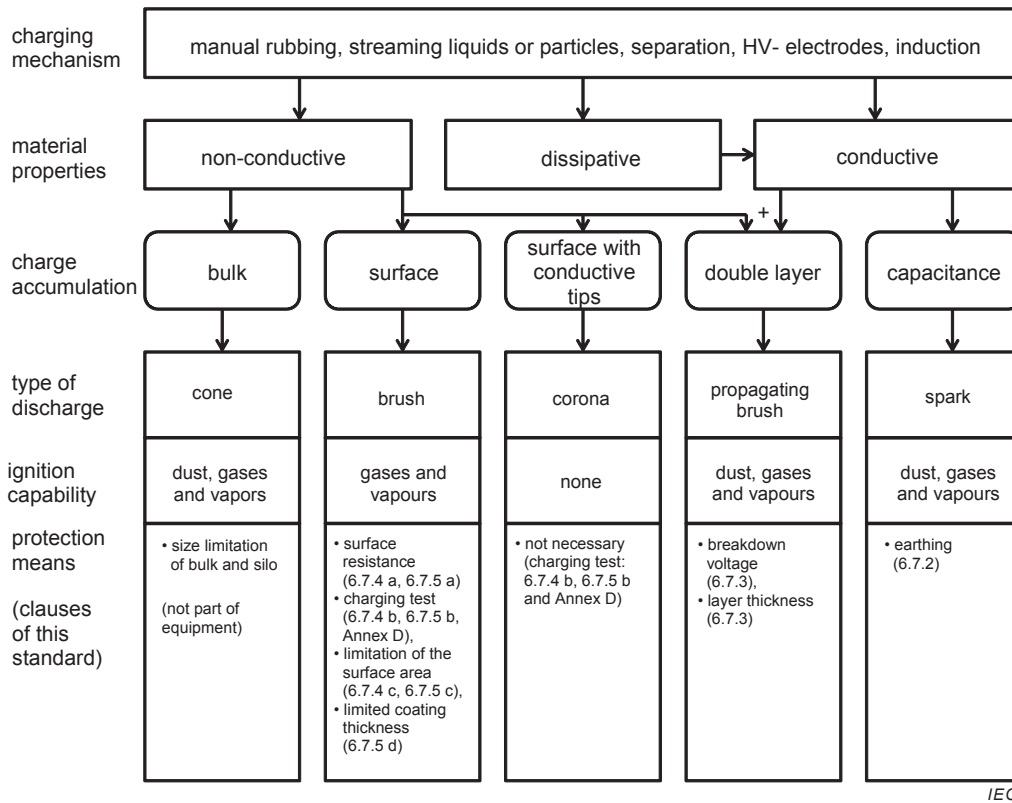 charging
mechanism
manual rubbing, streaming liquids or particles, separation, HV- electrodes, induction
material
properties
non-conductive
dissipative
conductive
+
charge
accumulation
bulk
surface
surface with
conductive
tips
double layer
capacitance
type of
discharge
cone
brush
corona
propagating
brush
spark
ignition
capability
dust, gases
and vapors
gases and
vapours
none
dust, gases
and vapours
dust, gases
and vapours
protection
means
(clauses
of this
standard)
• size limitation
of bulk and silo
(not part of
equipment)
• surface
resistance
(6.7.4 a, 6.7.5 a)
• charging test
(6.7.4 b, 6.7.5 b,
Annex D),
• limitation of the
surface area
(6.7.4 c, 6.7.5 c),
• limited coating
thickness
(6.7.5 d)
• not necessary
(charging test:
6.7.4 b, 6.7.5 b
and Annex D)
• breakdown
voltage
(6.7.3),
• layer thickness
(6.7.3)
• earthing
(6.7.2)
IEC